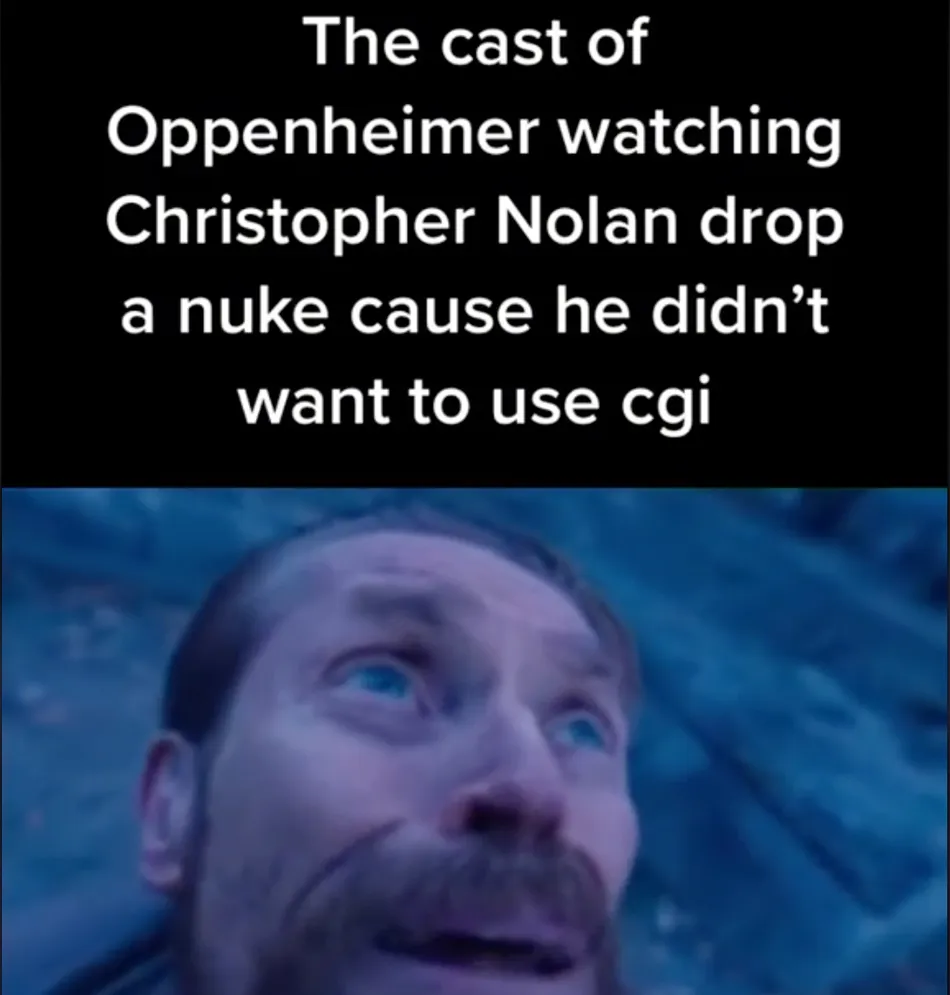 The cast of
Oppenheimer watching
Christopher Nolan drop
a nuke cause he didn’t
want to use cgi